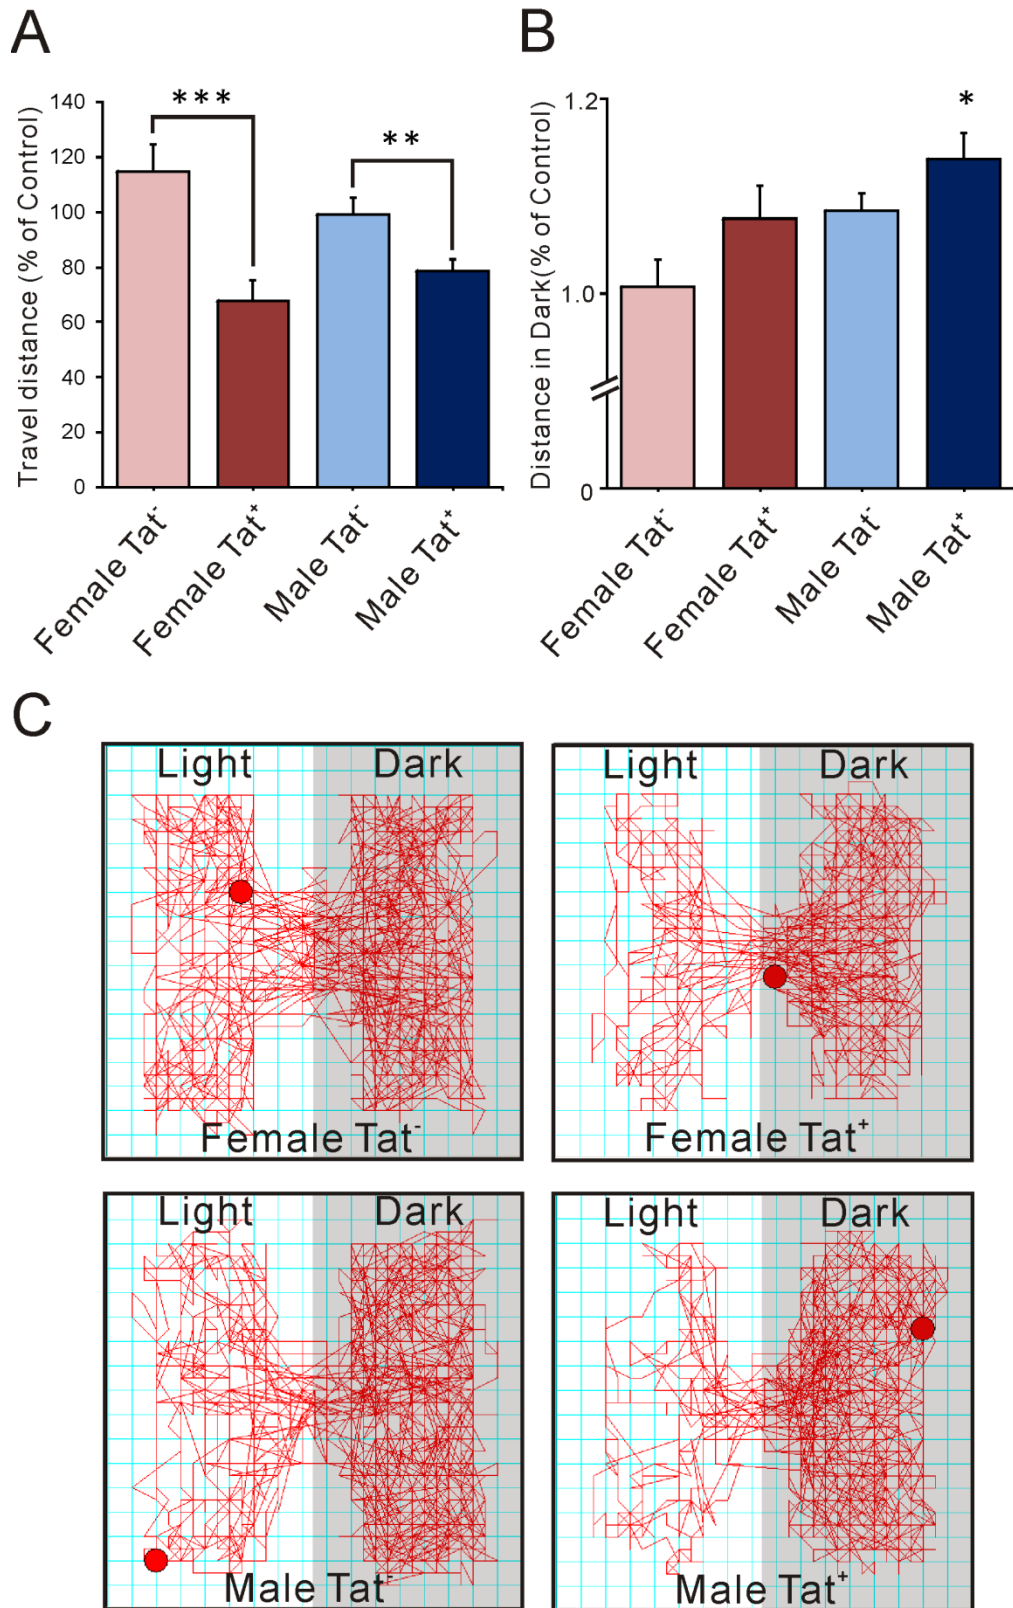 A
B
Travel distance (% of Control)
140
120
100
80
60
40
20
0
***
**
Female Tat⁻
Female Tat⁺
Male Tat⁻
Male Tat⁺
Distance in Dark(% of Control)
1.2
1.0
0
*
Female Tat⁻
Female Tat⁺
Male Tat⁻
Male Tat⁺
C
Light Dark
Female Tat⁻
Light Dark
Female Tat⁺
Light Dark
Male Tat⁻
Light Dark
Male Tat⁺